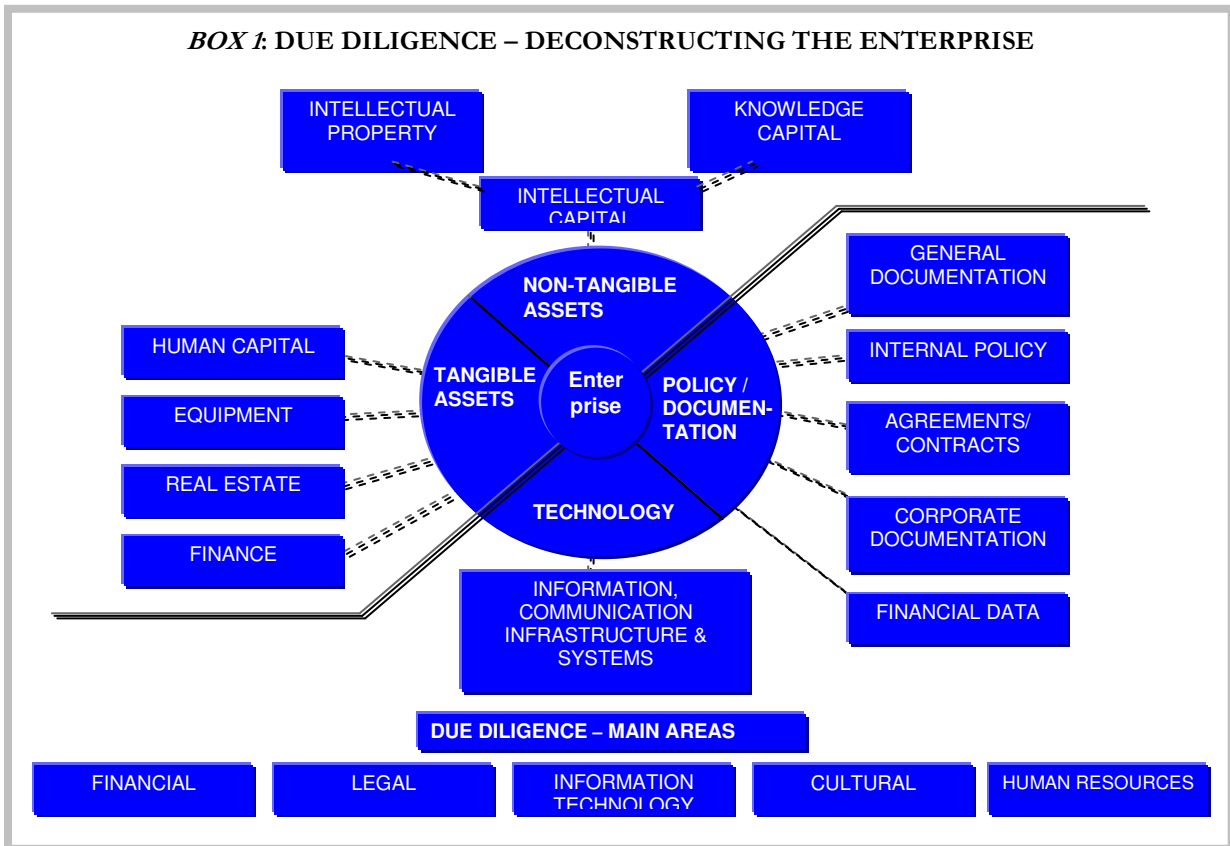 BOX 1: DUE DILIGENCE – DECONSTRUCTING THE ENTERPRISE
INTELLECTUAL
PROPERTY
KNOWLEDGE
CAPITAL
INTELLECTUAL
CAPITAL
NON-TANGIBLE
ASSETS
GENERAL
DOCUMENTATION
HUMAN CAPITAL
INTERNAL POLICY
TANGIBLE
ASSETS
Enter
prise
POLICY /
DOCUMEN-
TATION
EQUIPMENT
AGREEMENTS/
CONTRACTS
REAL ESTATE
TECHNOLOGY
CORPORATE
DOCUMENTATION
FINANCE
INFORMATION,
COMMUNICATION
INFRASTRUCTURE &
SYSTEMS
FINANCIAL DATA
DUE DILIGENCE – MAIN AREAS
FINANCIAL
LEGAL
INFORMATION
TECHNOLOGY
CULTURAL
HUMAN RESOURCES